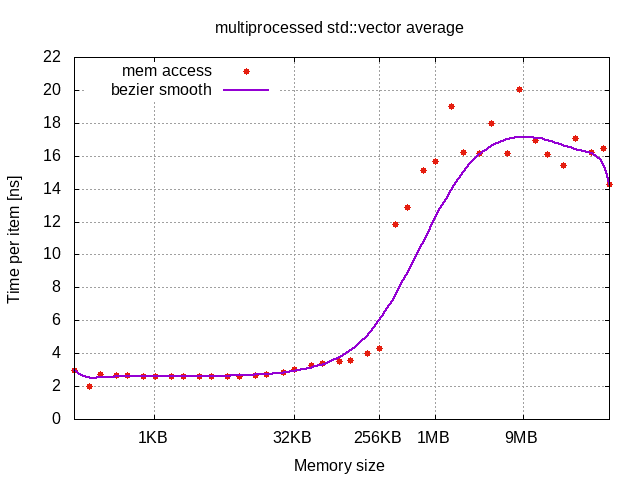 multiprocessed std::vector average
22
20
18
16
14
12
10
8
6
4
2
0
Time per item [ns]
mem access
bezier smooth
1KB 32KB 256KB 1MB 9MB
Memory size